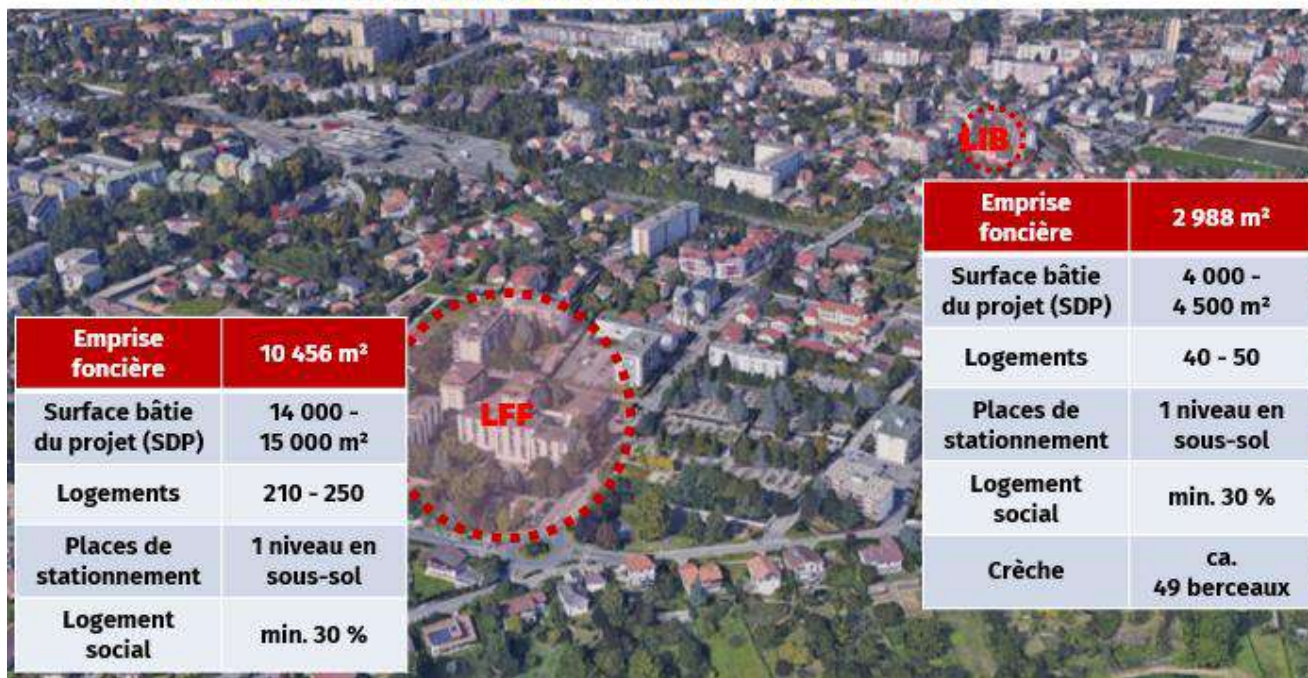 LIB
Emprise
foncière
2 988 m²
Surface bâtie
du projet (SDP)
4 000 -
4 500 m²
Logements
40 - 50
Places de
stationnement
1 niveau en
sous-sol
Logement
social
min. 30 %
Crèche
ca.
49 berceaux
LFF
Emprise
foncière
10 456 m²
Surface bâtie
du projet (SDP)
14 000 -
15 000 m²
Logements
210 - 250
Places de
stationnement
1 niveau en
sous-sol
Logement
social
min. 30 %